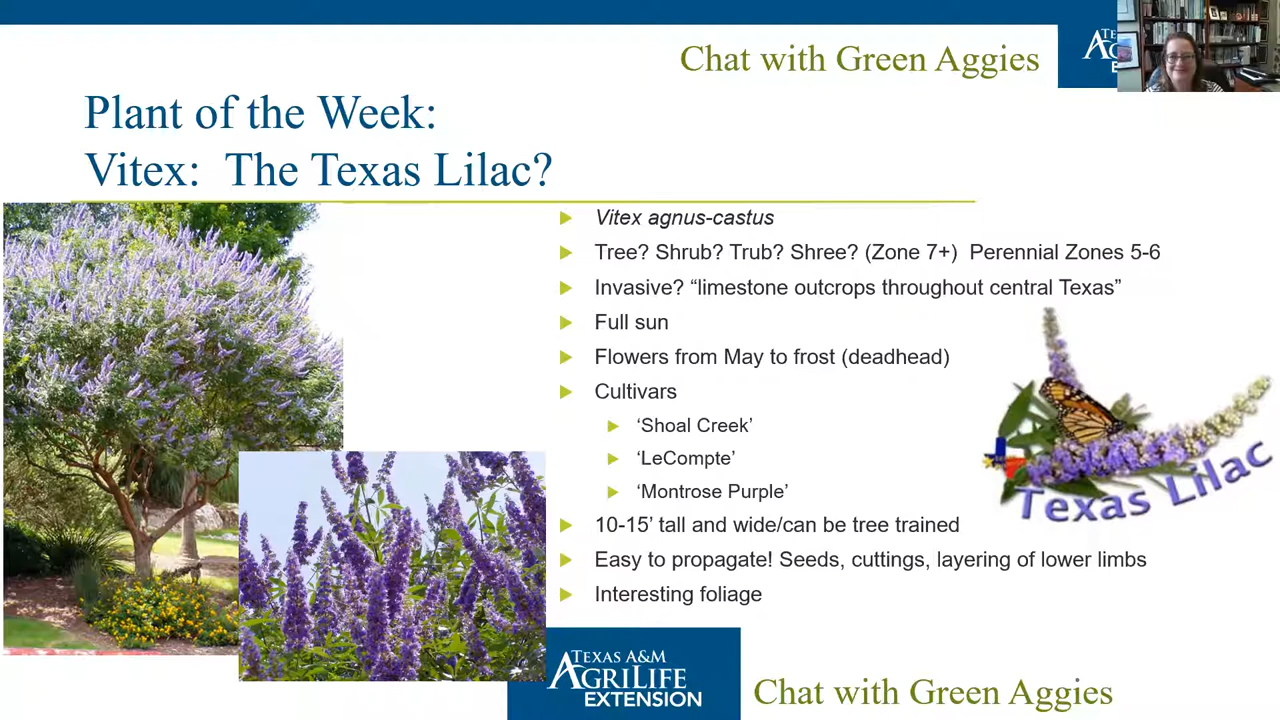 Chat with Green Aggies
Plant of the Week:
Vitex: The Texas Lilac?
Vitex agnus-castus
Tree? Shrub? Trub? Shree? (Zone 7+) Perennial Zones 5-6
Invasive? “limestone outcrops throughout central Texas”
Full sun
Flowers from May to frost (deadhead)
Cultivars
‘Shoal Creek’
‘LeCompte’
‘Montrose Purple’
Texas Lilac
10-15’ tall and wide/can be tree trained
Easy to propagate! Seeds, cuttings, layering of lower limbs
Interesting foliage
TEXAS A&M
AGRILIFE
EXTENSION
Chat with Green Aggies